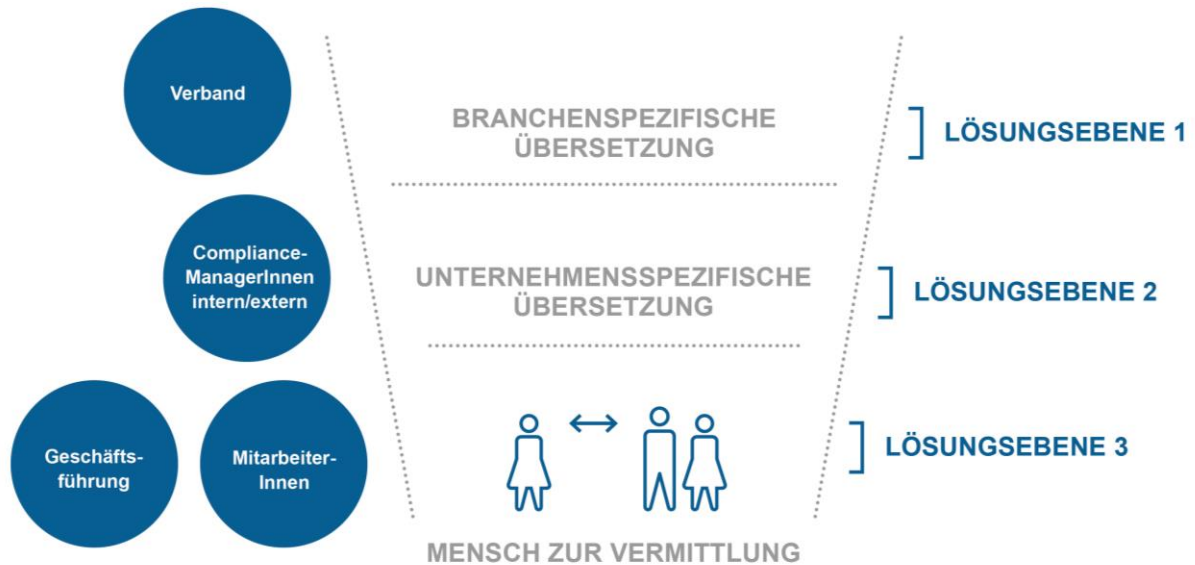 Verband
BRANCHENSPEZIFISCHE
ÜBERSETZUNG
LÖSUNGSEBENE 1
Compliance-
ManagerInnen
intern/extern
UNTERNEHMENSSPEZIFISCHE
ÜBERSETZUNG
LÖSUNGSEBENE 2
Geschäfts-
führung
Mitarbeiter-
Innen
LÖSUNGSEBENE 3
MENSCH ZUR VERMITTLUNG